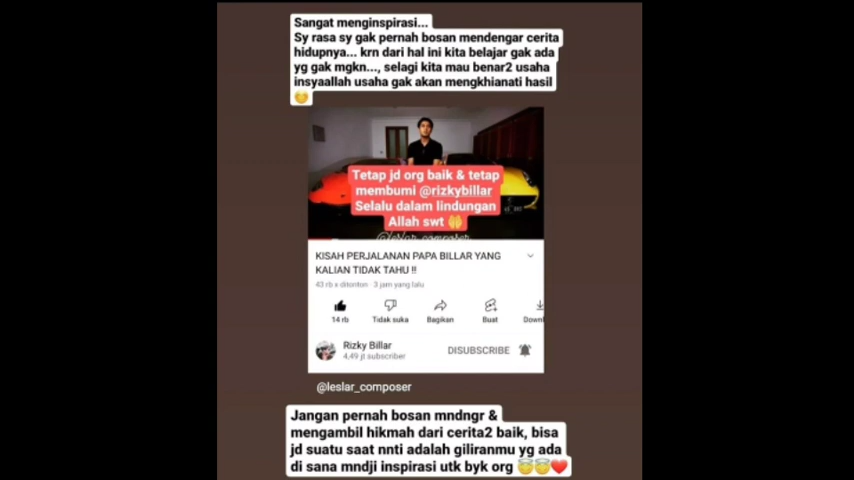 Sangat menginspirasi...
Sy rasa sy gak pernah bosan mendengar cerita
hidupnya... krn dari hal ini kita belajar gak ada
yg gak mgkn..., selagi kita mau benar2 usaha
insyaallah usaha gak akan mengkhianati hasil
😊
Tetap jd org baik & tetap
membumi @rizkybillar
Selalu dalam lindungan
Allah swt 🤲
@leslar_composer
KISAH PERJALANAN PAPA BILLAR YANG
KALIAN TIDAK TAHU !!
43 rb x ditonton · 3 jam yang lalu
14 rb Tidak suka Bagikan Buat Downl
Rizky Billar
4,49 jt subscriber
DISUBSCRIBE
@leslar_composer
Jangan pernah bosan mndngr &
mengambil hikmah dari cerita2 baik, bisa
jd suatu saat nnti adalah giliranmu yg ada
di sana mndji inspirasi utk byk org 😇😇❤️